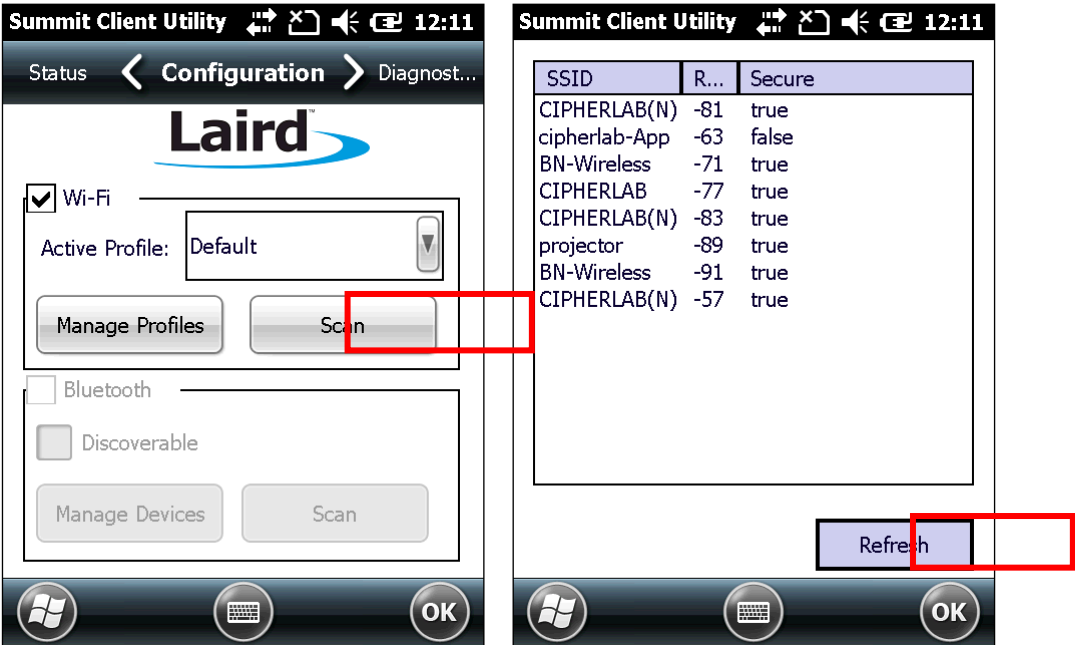 Summit Client Utility 12:11
Status Configuration Diagnost...
Laird™
Wi-Fi
Active Profile: Default
Manage Profiles Scan
Bluetooth
Discoverable
Manage Devices Scan
OK
Summit Client Utility 12:11
SSID R... Secure
CIPHERLAB(N) -81 true
cipherlab-App -63 false
BN-Wireless -71 true
CIPHERLAB -77 true
CIPHERLAB(N) -83 true
projector -89 true
BN-Wireless -91 true
CIPHERLAB(N) -57 true
Refresh
OK